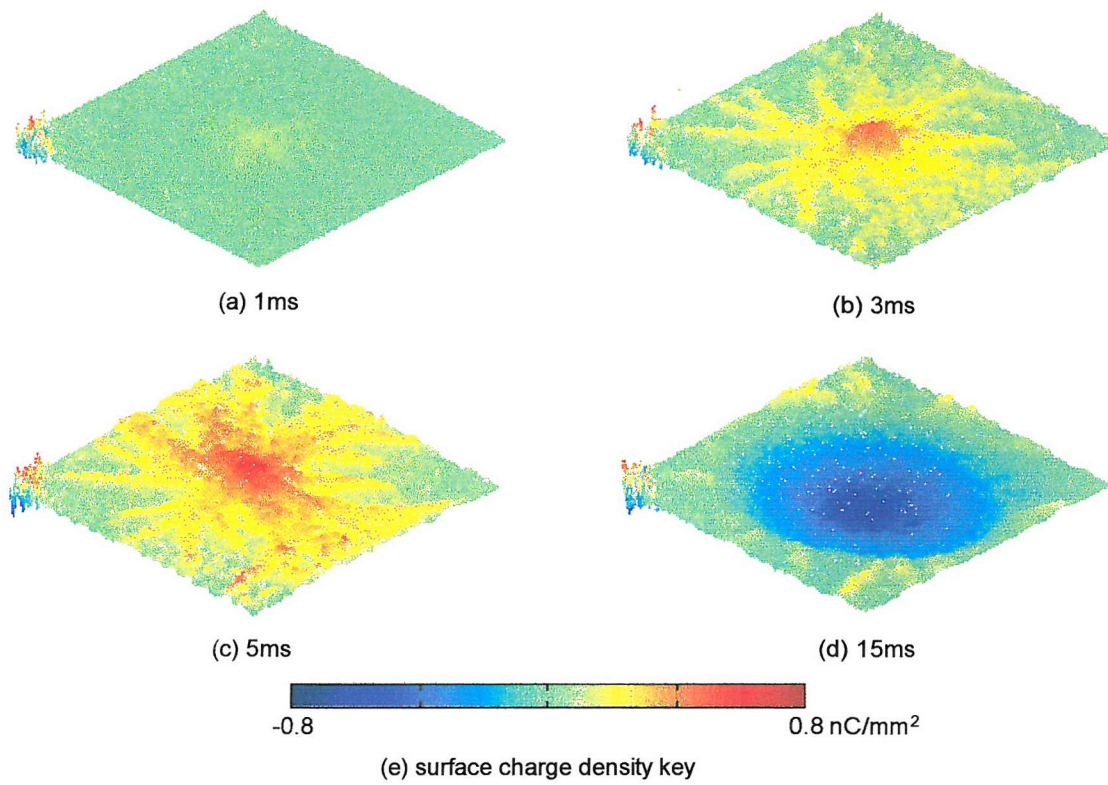 (a) 1ms
(b) 3ms
(c) 5ms
(d) 15ms
-0.8
0.8 nC/mm²
(e) surface charge density key